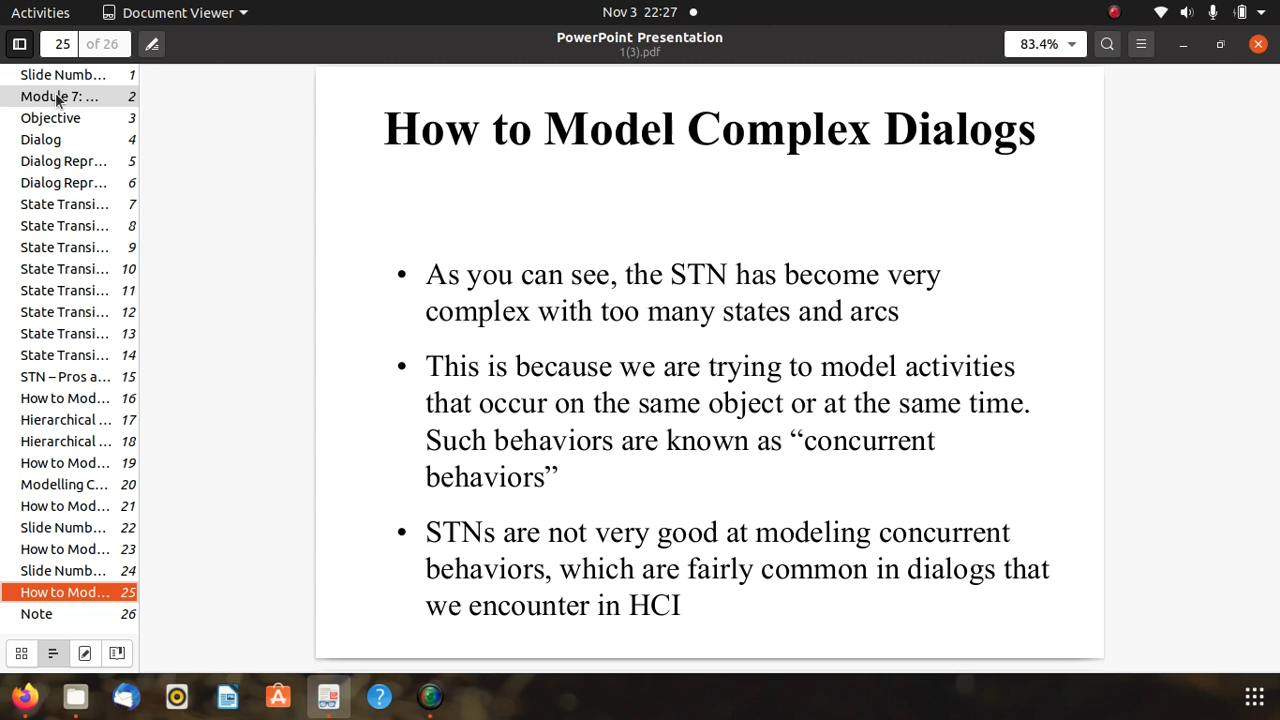 Activities
Document Viewer
Nov 3 22:27
25
of 26
PowerPoint Presentation
1(3).pdf
83.4%
Slide Numb… 1
Module 7: … 2
Objective 3
Dialog 4
Dialog Repr… 5
Dialog Repr… 6
State Transi… 7
State Transi… 8
State Transi… 9
State Transi… 10
State Transi… 11
State Transi… 12
State Transi… 13
State Transi… 14
STN – Pros a… 15
How to Mod… 16
Hierarchical … 17
Hierarchical … 18
How to Mod… 19
Modelling C… 20
How to Mod… 21
Slide Numb… 22
How to Mod… 23
Slide Numb… 24
How to Mod… 25
Note 26
How to Model Complex Dialogs
• As you can see, the STN has become very
complex with too many states and arcs
• This is because we are trying to model activities
that occur on the same object or at the same time.
Such behaviors are known as “concurrent
behaviors”
• STNs are not very good at modeling concurrent
behaviors, which are fairly common in dialogs that
we encounter in HCI